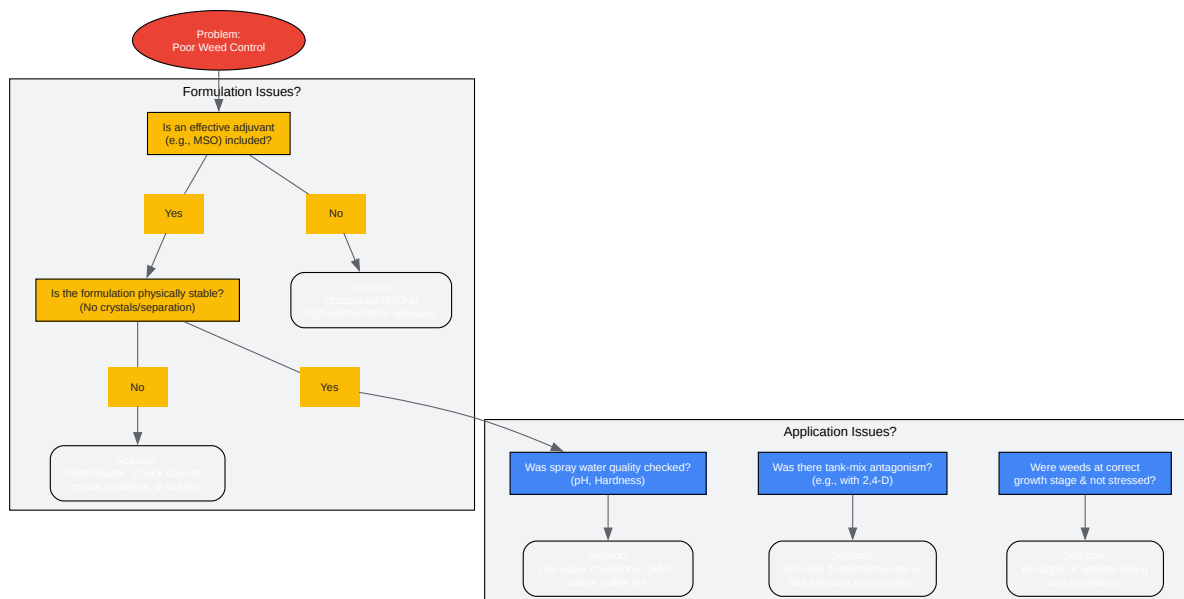 Problem:
Poor Weed Control
Formulation Issues?
Is an effective adjuvant
(e.g., MSO) included?
Yes
No
Is the formulation physically stable?
(No crystals/separation)
Solution:
Incorporate MSO or
high-performance adjuvant.
No
Yes
Solution:
Reformulate. Check solvents,
crystal inhibitors, & storage.
Application Issues?
Was spray water quality checked?
(pH, Hardness)
Was there tank-mix antagonism?
(e.g., with 2,4-D)
Were weeds at correct
growth stage & not stressed?
Solution:
Use water conditioner (AMS)
and/or buffer pH.
Solution:
Increase Tembotrione rate or
add adjuvant to overcome.
Solution:
Re-apply at optimal timing
and conditions.